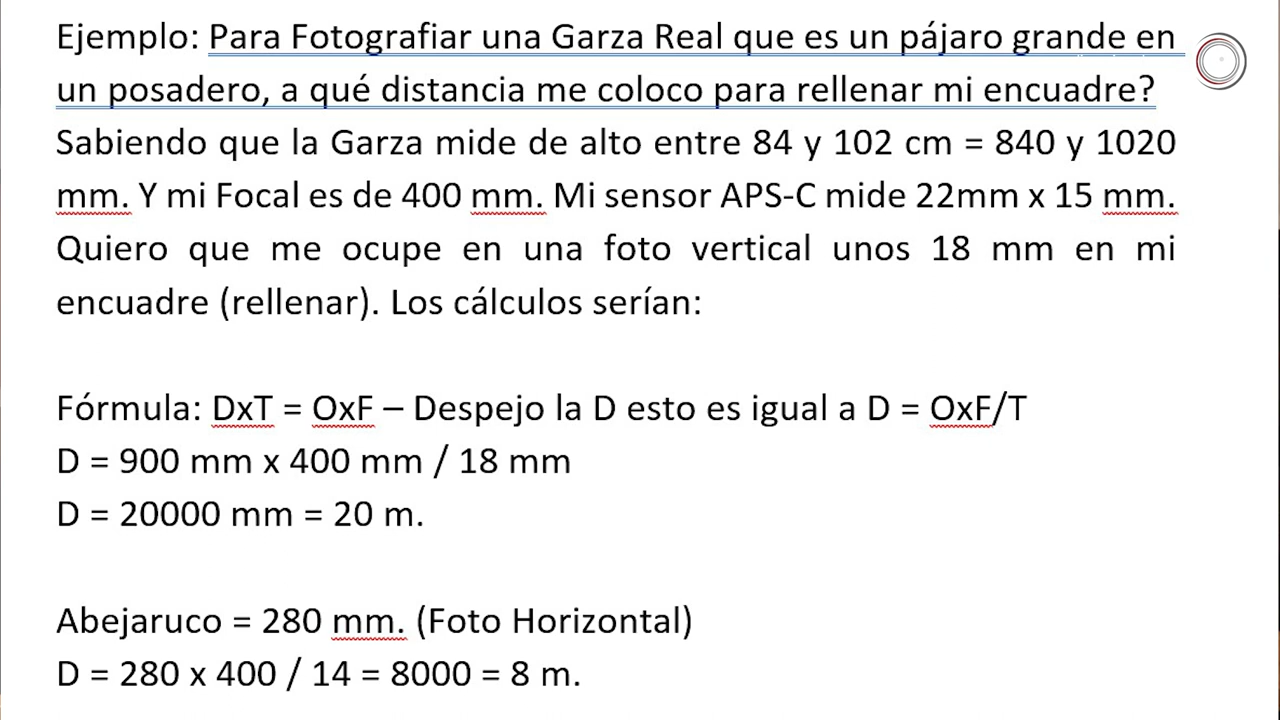 Ejemplo: Para Fotografiar una Garza Real que es un pájaro grande en
un posadero, a qué distancia me coloco para rellenar mi encuadre?
Sabiendo que la Garza mide de alto entre 84 y 102 cm = 840 y 1020
mm. Y mi Focal es de 400 mm. Mi sensor APS-C mide 22mm x 15 mm.
Quiero que me ocupe en una foto vertical unos 18 mm en mi
encuadre (rellenar). Los cálculos serían:
Fórmula: DxT = OxF – Despejo la D esto es igual a D = OxF/T
D = 900 mm x 400 mm / 18 mm
D = 20000 mm = 20 m.
Abejaruco = 280 mm. (Foto Horizontal)
D = 280 x 400 / 14 = 8000 = 8 m.